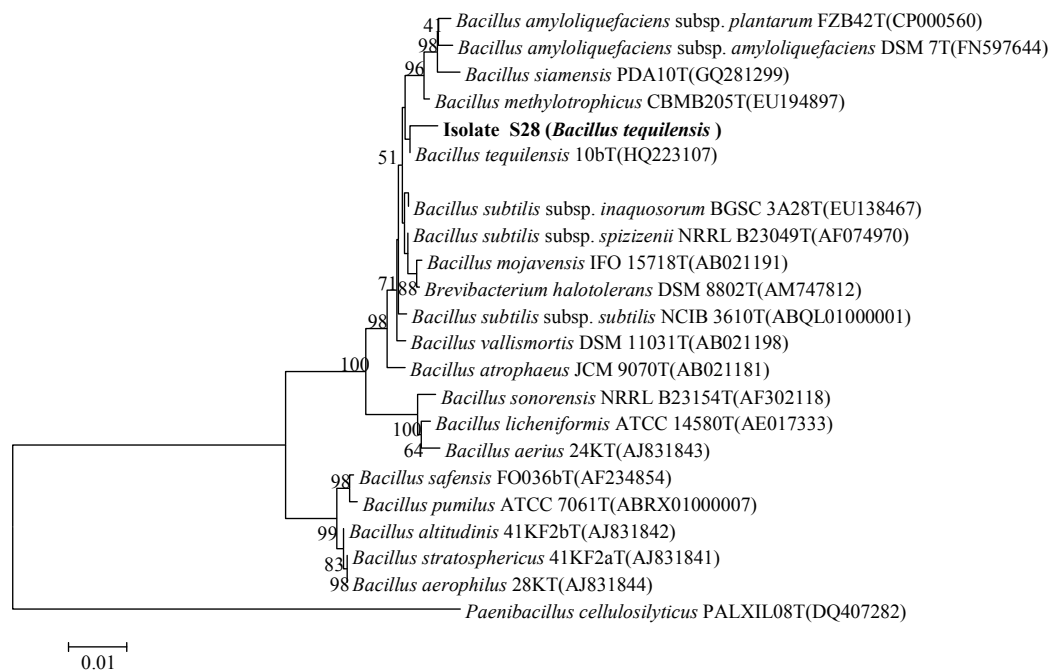 Bacillus amyloliquefaciens subsp. plantarum FZB42T(CP000560)
41
Bacillus amyloliquefaciens subsp. amyloliquefaciens DSM 7T(FN597644)
98
Bacillus siamensis PDA10T(GQ281299)
96
Bacillus methylotrophicus CBMB205T(EU194897)
Isolate S28 (Bacillus tequilensis )
Bacillus tequilensis 10bT(HQ223107)
51
Bacillus subtilis subsp. inaquosorum BGSC 3A28T(EU138467)
Bacillus subtilis subsp. spizizenii NRRL B23049T(AF074970)
Bacillus mojavensis IFO 15718T(AB021191)
71
88
Brevibacterium halotolerans DSM 8802T(AM747812)
Bacillus subtilis subsp. subtilis NCIB 3610T(ABQL01000001)
98
Bacillus vallismortis DSM 11031T(AB021198)
100
Bacillus atrophaeus JCM 9070T(AB021181)
Bacillus sonorensis NRRL B23154T(AF302118)
Bacillus licheniformis ATCC 14580T(AE017333)
100
64
Bacillus aerius 24KT(AJ831843)
Bacillus safensis FO036bT(AF234854)
98
Bacillus pumilus ATCC 7061T(ABRX01000007)
99
Bacillus altitudinis 41KF2bT(AJ831842)
Bacillus stratosphericus 41KF2aT(AJ831841)
83
98
Bacillus aerophilus 28KT(AJ831844)
Paenibacillus cellulosilyticus PALXIL08T(DQ407282)
0.01